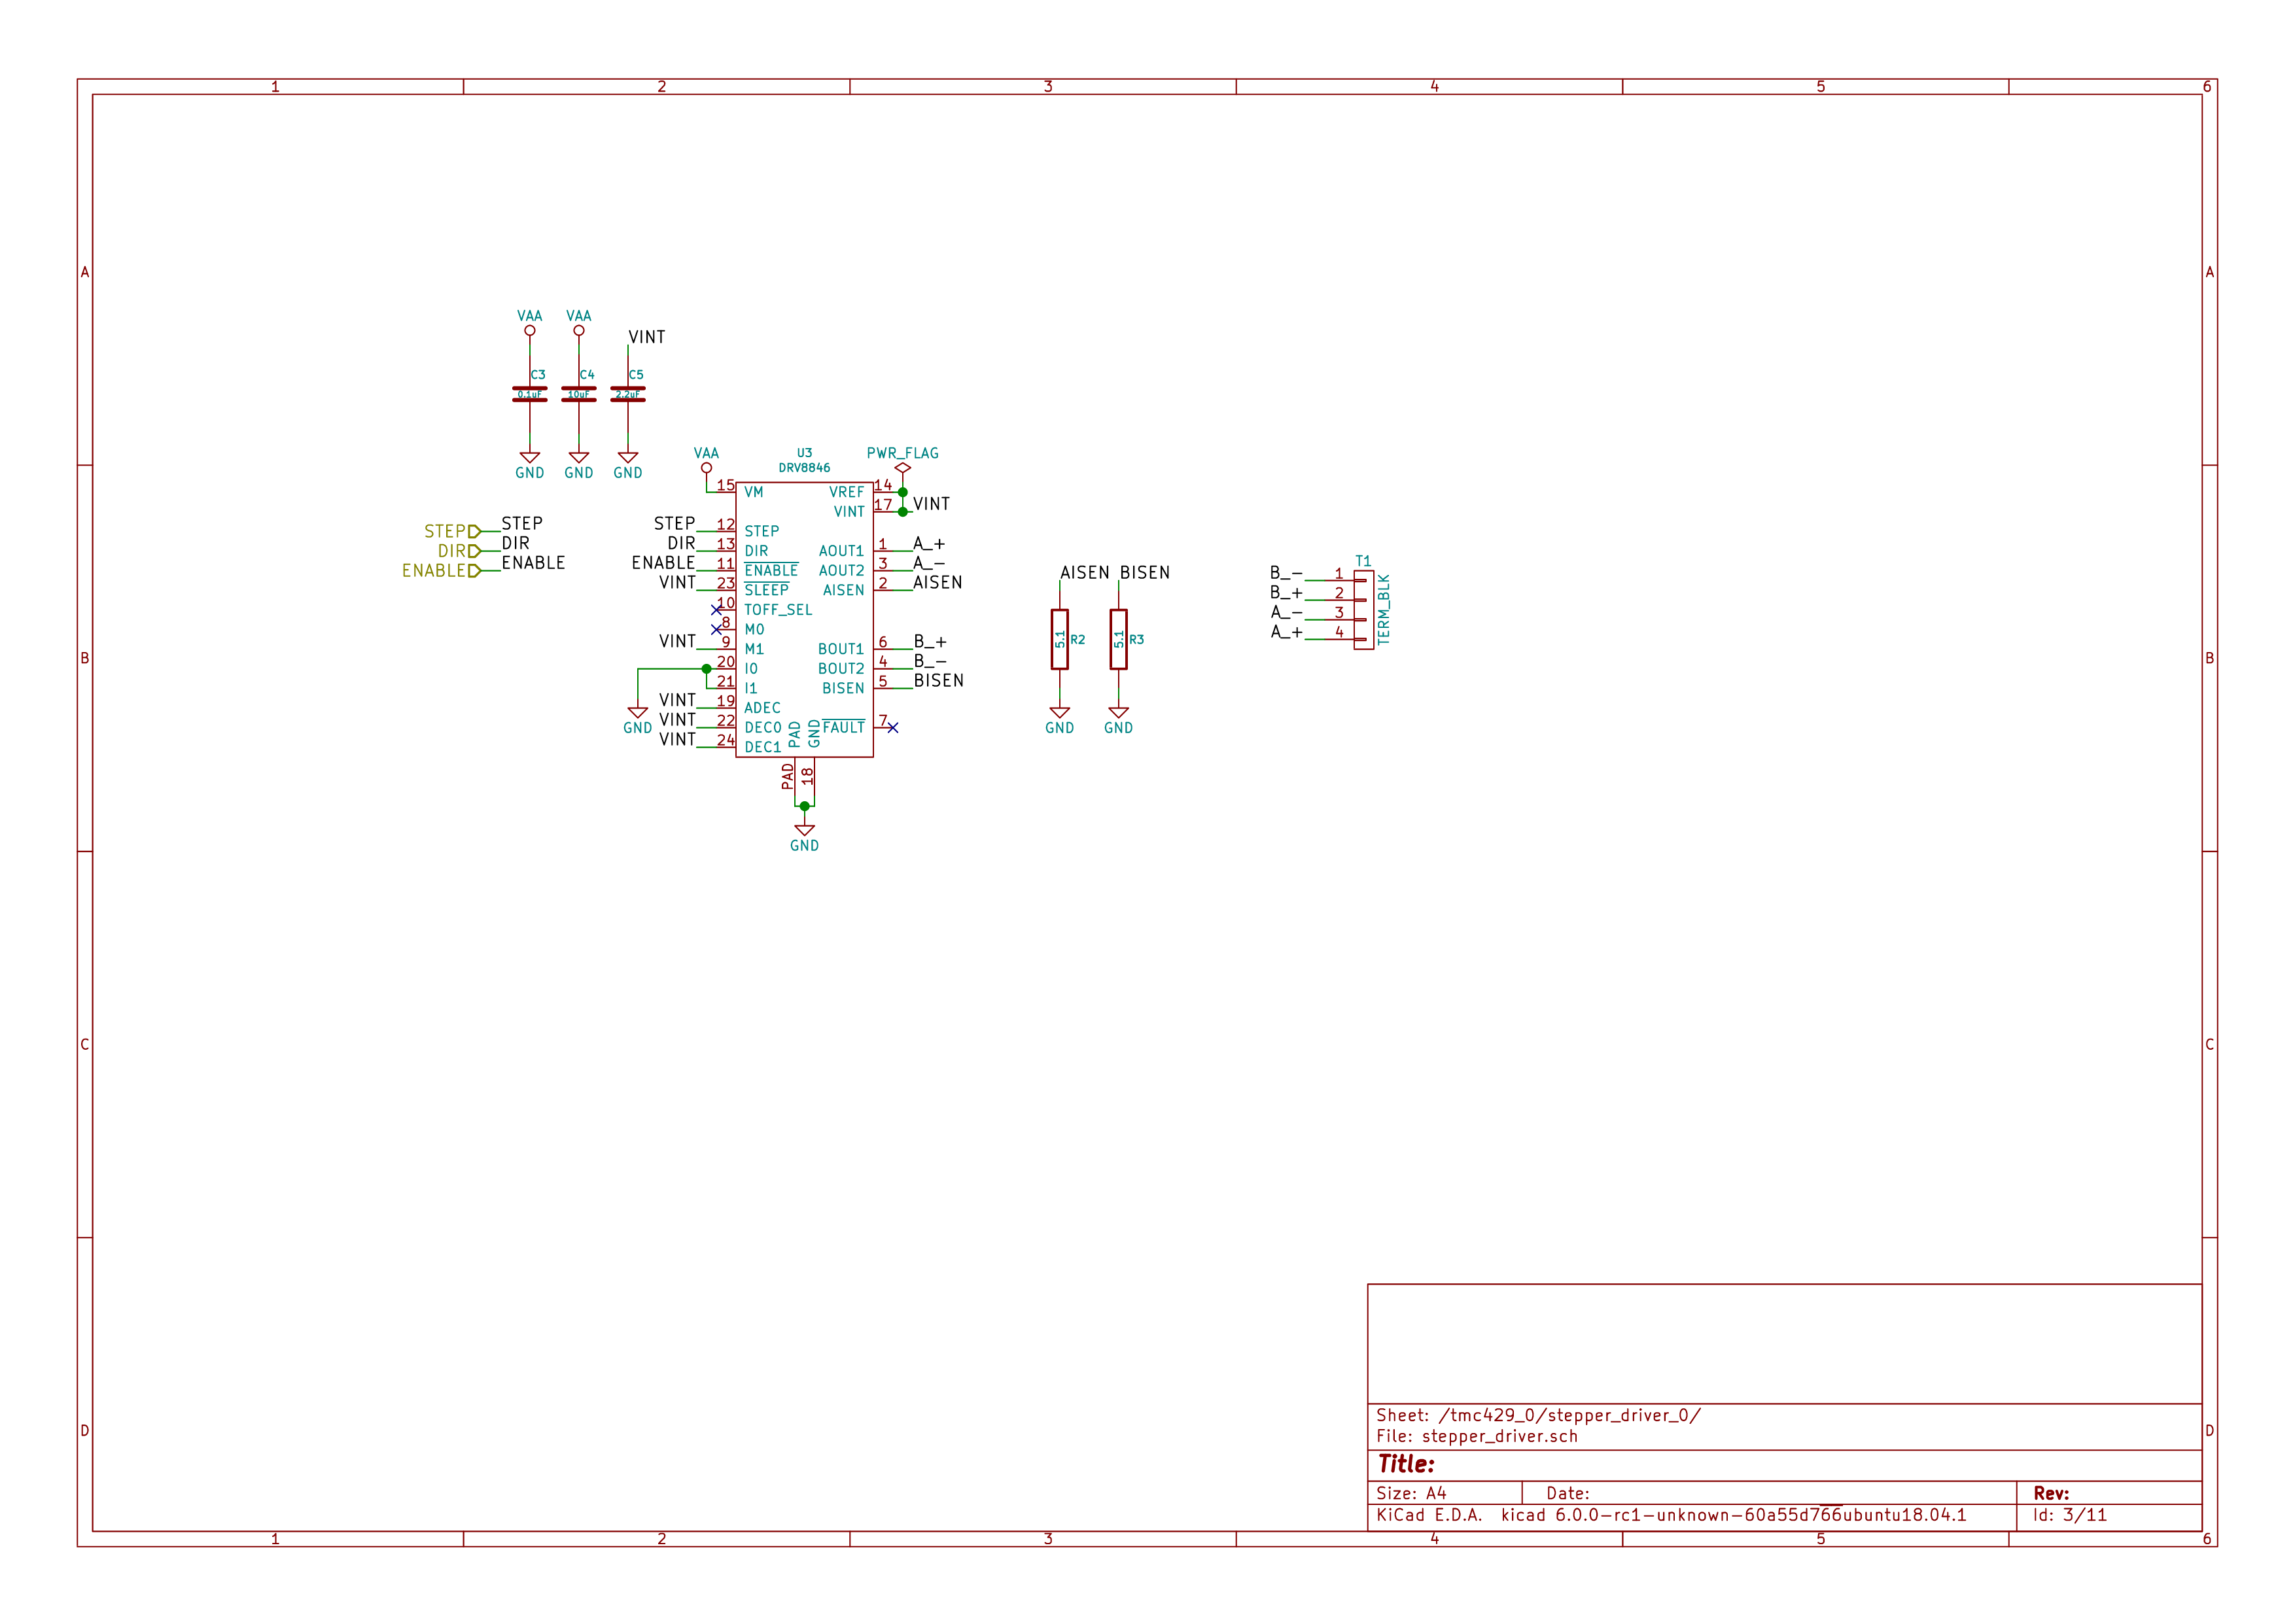 1 2 3 4 5 6
A A
VAA VAA
VINT
C3 C4 C5
0.1uF 10uF 2.2uF
GND GND GND
VAA U3 PWR_FLAG
DRV8846
15 VM VREF 14
VINT 17 VINT
STEP STEP STEP 12 STEP
DIR DIR DIR 13 DIR AOUT1 1 A_+
ENABLE ENABLE ENABLE 11 ENABLE AOUT2 3 A_-
VINT 23 SLEEP AISEN 2 AISEN
10 TOFF_SEL
8 M0
VINT 9 M1 BOUT1 6 B_+
20 I0 BOUT2 4 B_-
21 I1 BISEN 5 BISEN
VINT 19 ADEC
VINT 22 DEC0 FAULT 7
VINT 24 DEC1
GND
PAD GND
PAD 18
GND
AISEN BISEN
5.1 R2 5.1 R3
GND GND
T1
B_- 1
B_+ 2
A_- 3
A_+ 4
TERM_BLK
B B
C C
D D
Sheet: /tmc429_0/stepper_driver_0/
File: stepper_driver.sch
Title:
Size: A4 Date: Rev:
KiCad E.D.A. kicad 6.0.0-rc1-unknown-60a55d766ubuntu18.04.1 Id: 3/11
1 2 3 4 5 6